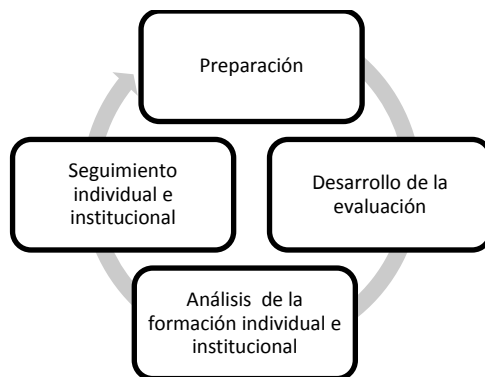 Preparación
Desarrollo de la
evaluación
Análisis de la
formación individual e
institucional
Seguimiento
individual e
institucional